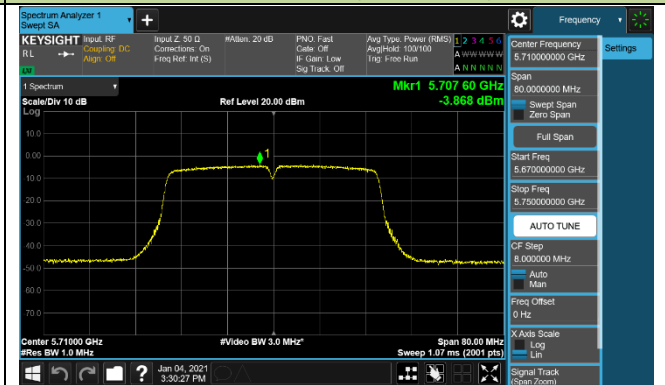 Spectrum Analyzer 1
Swept SA
Frequency
KEYSIGHT
RL
Input: RF
Coupling: DC
Align: Off
Input Z: 50 Ω
Corrections: On
Freq Ref: Int (S)
#Atten: 20 dB
PNO: Fast
Gate: Off
IF Gain: Low
Sig Track: Off
Avg Type: Power (RMS)
Avg|Hold: 100/100
Trig: Free Run
1 2 3 4 5 6
A W W W W W
A N N N N N
LW
1 Spectrum
Scale/Div 10 dB
Ref Level 20.00 dBm
Mkr1 5.707 60 GHz
-3.868 dBm
Log
10.0
0.00
1
-10.0
-20.0
-30.0
-40.0
-50.0
-60.0
-70.0
Center 5.71000 GHz
#Res BW 1.0 MHz
#Video BW 3.0 MHz*
Span 80.00 MHz
Sweep 1.07 ms (2001 pts)
Jan 04, 2021
3:30:27 PM
Center Frequency
5.710000000 GHz
Settings
Span
80.0000000 MHz
Swept Span
Zero Span
Full Span
Start Freq
5.670000000 GHz
Stop Freq
5.750000000 GHz
AUTO TUNE
CF Step
8.000000 MHz
Auto
Man
Freq Offset
0 Hz
X Axis Scale
Log
Lin
Signal Track
(Span Zoom)